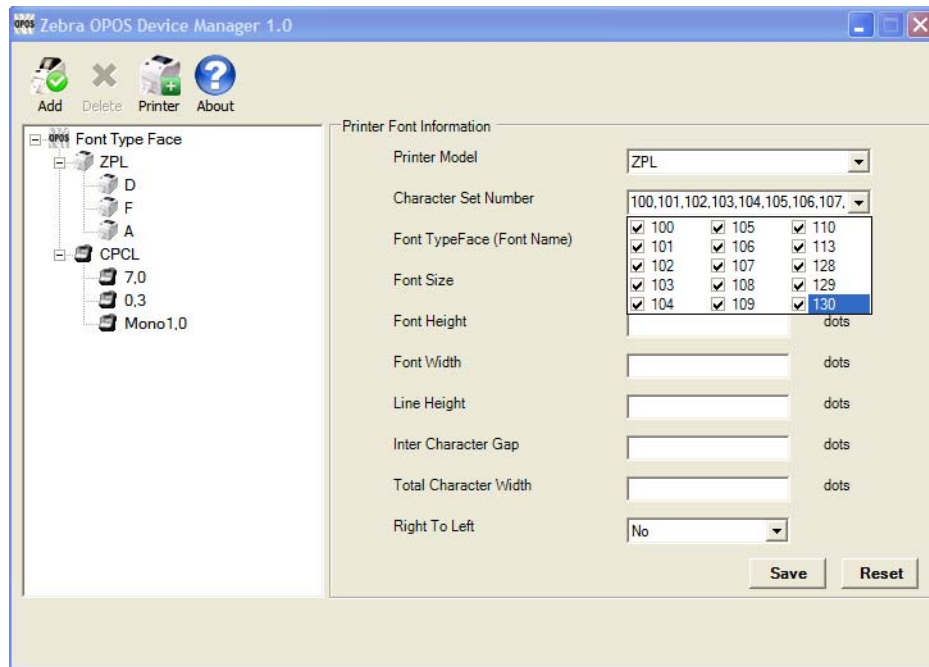 OPOS Zebra OPOS Device Manager 1.0
Add Delete Printer About
OPOS Font Type Face
ZPL
D
F
A
CPCL
7,0
0,3
Mono1,0
Printer Font Information
Printer Model ZPL
Character Set Number 100,101,102,103,104,105,106,107,
100 105 110
101 106 113
102 107 128
103 108 129
104 109 130
Font TypeFace (Font Name)
Font Size
Font Height dots
Font Width dots
Line Height dots
Inter Character Gap dots
Total Character Width dots
Right To Left No
Save Reset